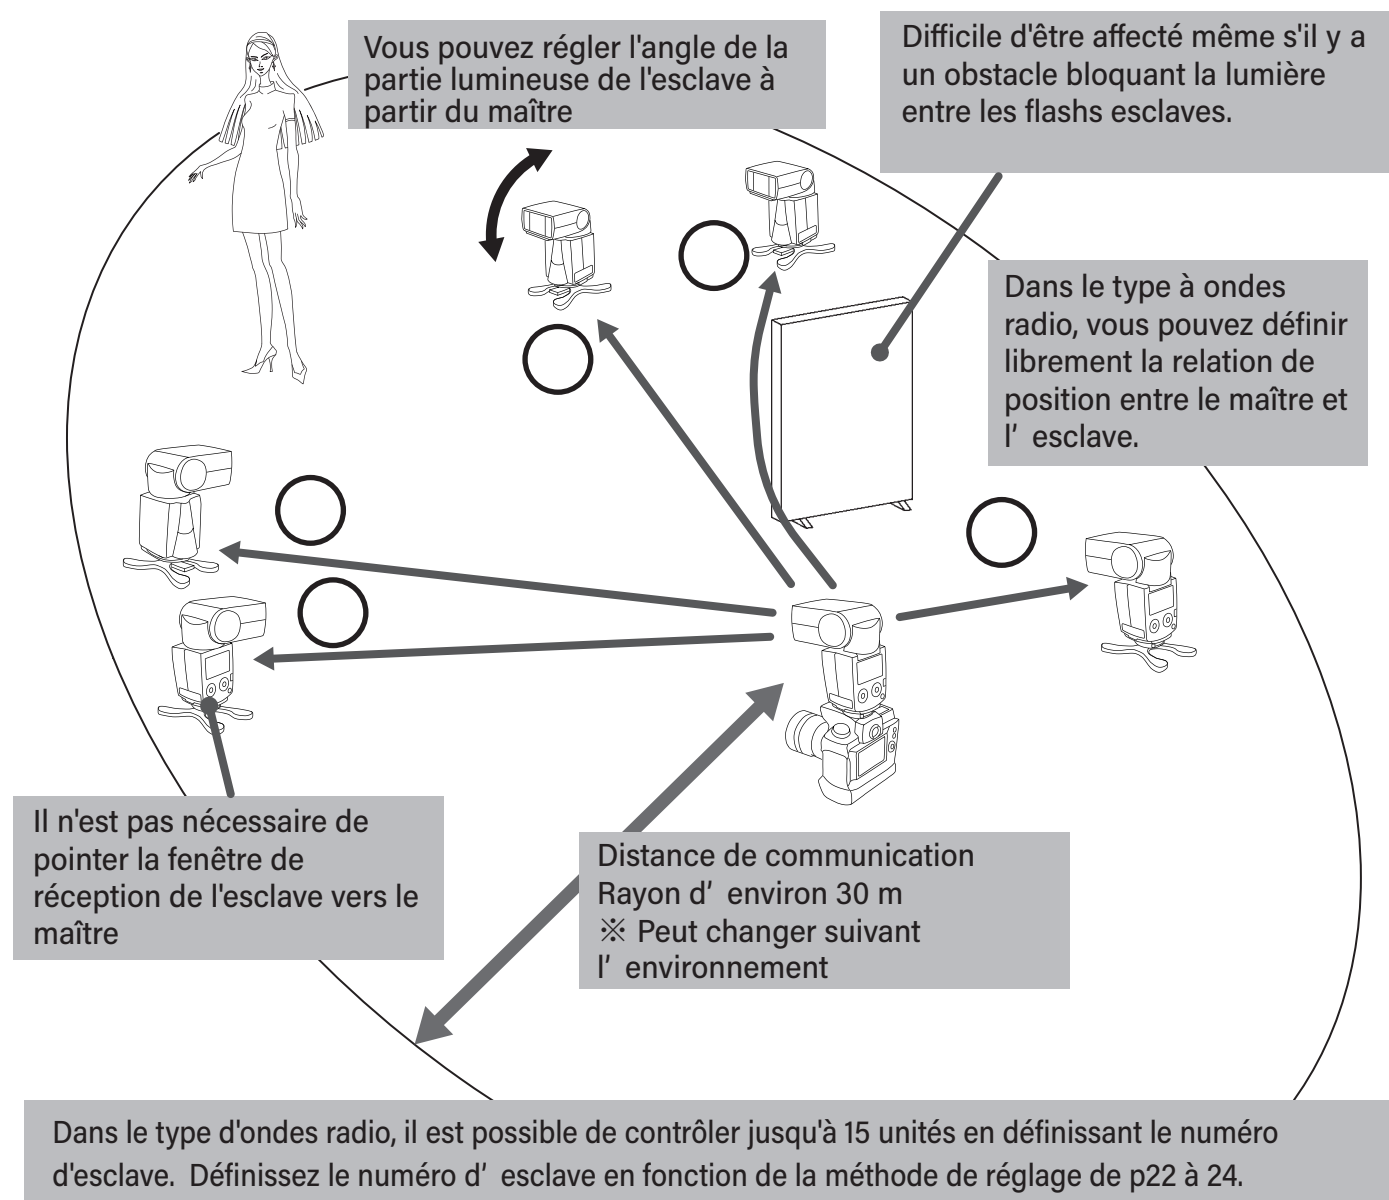 Vous pouvez régler l'angle de la
partie lumineuse de l'esclave à
partir du maître
Difficile d'être affecté même s'il y a
un obstacle bloquant la lumière
entre les flashs esclaves.
Dans le type à ondes
radio, vous pouvez définir
librement la relation de
position entre le maître et
l’ esclave.
Il n'est pas nécessaire de
pointer la fenêtre de
réception de l'esclave vers le
maître
Distance de communication
Rayon d’ environ 30 m
※ Peut changer suivant
l’ environnement
Dans le type d'ondes radio, il est possible de contrôler jusqu'à 15 unités en définissant le numéro
d'esclave. Définissez le numéro d’ esclave en fonction de la méthode de réglage de p22 à 24.